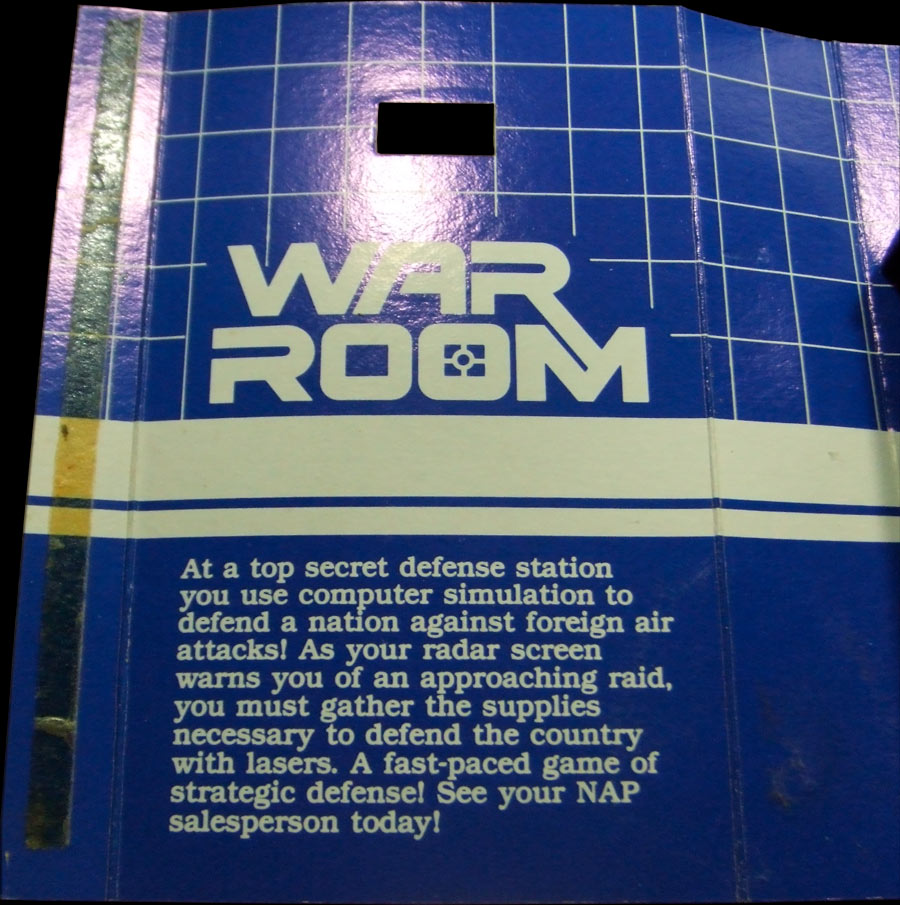 WAR
ROOM
At a top secret defense station
you use computer simulation to
defend a nation against foreign air
attacks! As your radar screen
warns you of an approaching raid,
you must gather the supplies
necessary to defend the country
with lasers. A fast-paced game of
strategic defense! See your NAP
salesperson today!